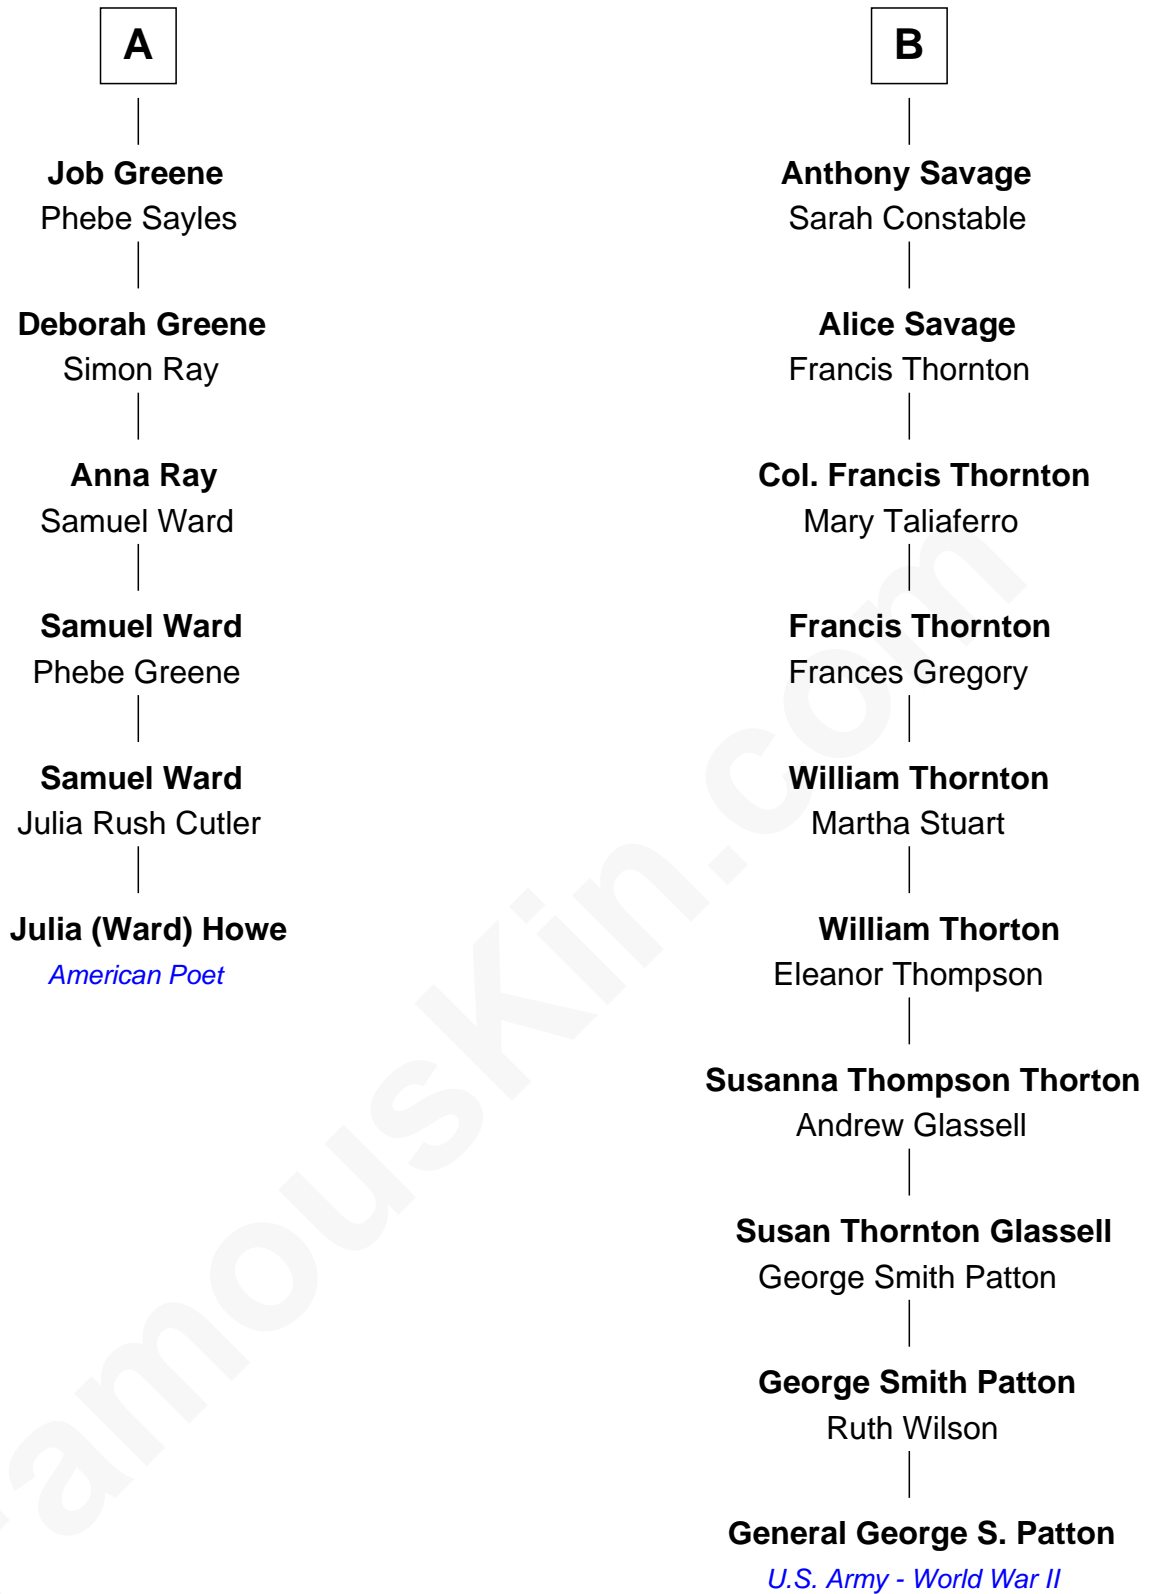 A
Job Greene
Phebe Sayles
Deborah Greene
Simon Ray
Anna Ray
Samuel Ward
Samuel Ward
Phebe Greene
Samuel Ward
Julia Rush Cutler
Julia (Ward) Howe
American Poet
B
Anthony Savage
Sarah Constable
Alice Savage
Francis Thornton
Col. Francis Thornton
Mary Taliaferro
Francis Thornton
Frances Gregory
William Thornton
Martha Stuart
William Thorton
Eleanor Thompson
Susanna Thompson Thorton
Andrew Glassell
Susan Thornton Glassell
George Smith Patton
George Smith Patton
Ruth Wilson
General George S. Patton
U.S. Army - World War II
amouskin.com